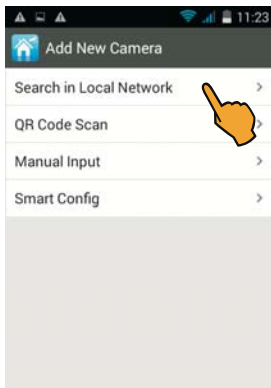 11:23
Add New Camera
Search in Local Network
QR Code Scan
Manual Input
Smart Config